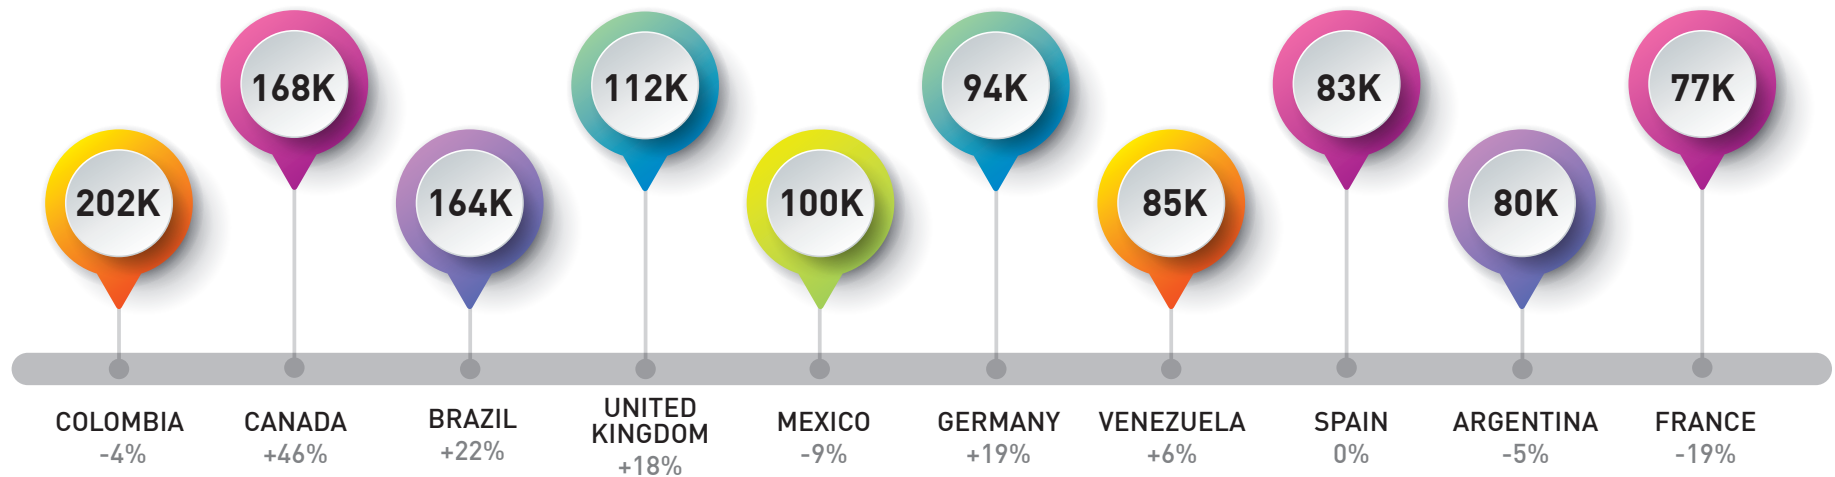 202K
168K
164K
112K
100K
94K
85K
83K
80K
77K
COLOMBIA
-4%
CANADA
+46%
BRAZIL
+22%
UNITED
KINGDOM
+18%
MEXICO
-9%
GERMANY
+19%
VENEZUELA
+6%
SPAIN
0%
ARGENTINA
-5%
FRANCE
-19%